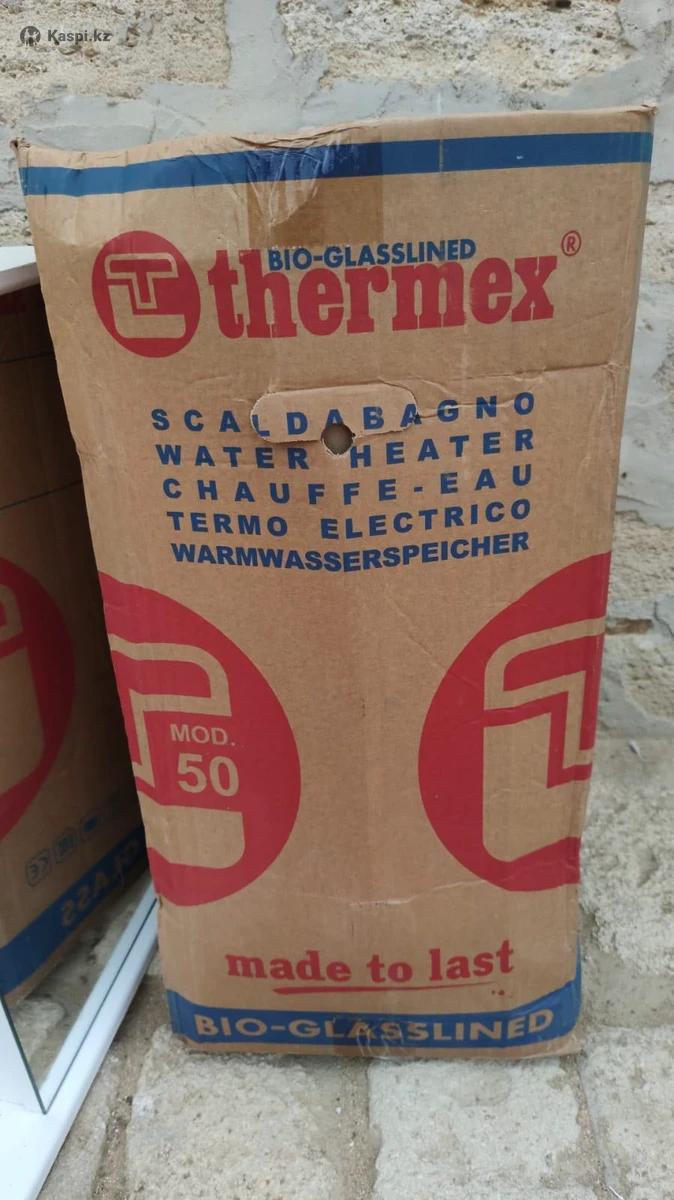 Kaspi.kz
BIO-GLASSLINED
thermex®
SCALDABAGNO
WATER HEATER
CHAUFFE-EAU
TERMO ELECTRICO
WARMWASSERSPEICHER
MOD.
50
made to last
BIO-GLASSLINED